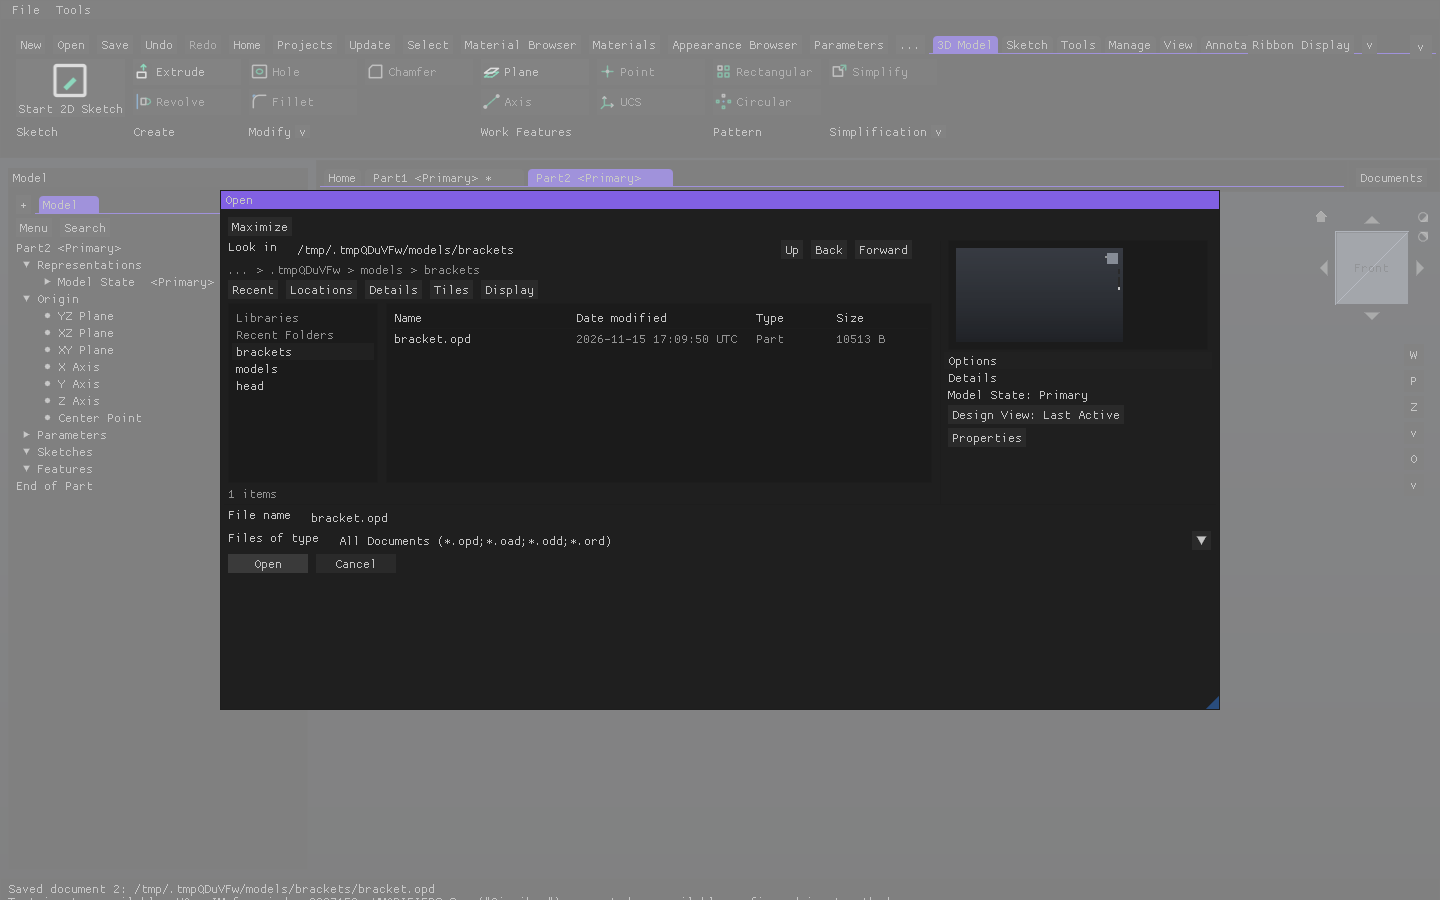 File Tools
New Open Save Undo Redo Home Projects Update Select Material Browser Materials Appearance Browser Parameters ... 3D Model Sketch Tools Manage View Annota Ribbon Display v v
Start 2D Sketch
Sketch
Extrude
Revolve
Create
Hole
Fillet
Chamfer
Modify v
Plane
Axis
Point
UCS
Work Features
Rectangular
Circular
Pattern
Simplify
Simplification v
Model
Home Part1 <Primary> * Part2 <Primary> Documents
+ Model
Menu Search
Part2 <Primary>
Representations
Model State <Primary>
Origin
YZ Plane
XZ Plane
XY Plane
X Axis
Y Axis
Z Axis
Center Point
Parameters
Sketches
Features
End of Part
Open
Maximize
Look in /tmp/.tmpQDuVFw/models/brackets Up Back Forward
... > .tmpQDuVFw > models > brackets
Recent Locations Details Tiles Display
Libraries
Recent Folders
brackets
models
head
Name Date modified Type Size
bracket.opd 2026-11-15 17:09:50 UTC Part 10513 B
Options
Details
Model State: Primary
Design View: Last Active
Properties
1 items
File name bracket.opd
Files of type All Documents (*.opd;*.oad;*.odd;*.ord)
Open Cancel
Front
W
P
Z
v
O
v
Saved document 2: /tmp/.tmpQDuVFw/models/brackets/bracket.opd